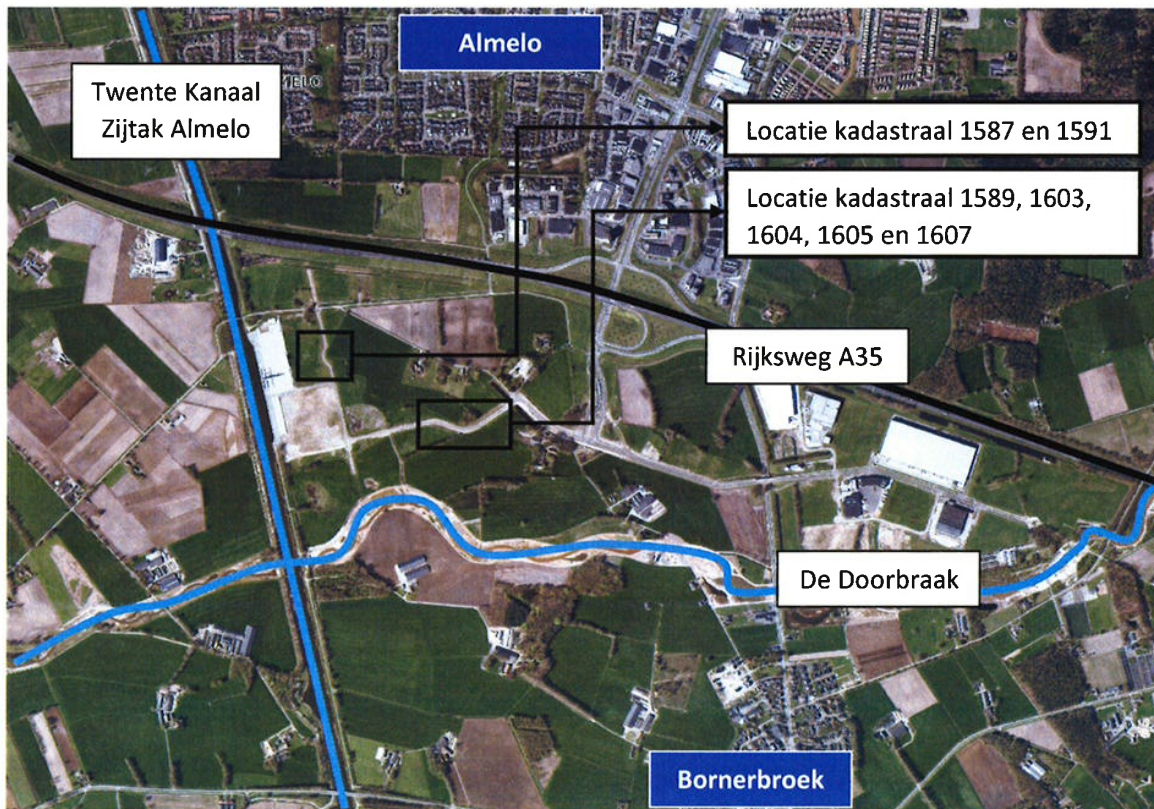 Almelo
Twente Kanaal
Zijtak Almelo
Locatie kadastraal 1587 en 1591
Locatie kadastraal 1589, 1603,
1604, 1605 en 1607
Rijksweg A35
De Doorbraak
Bornerbroek